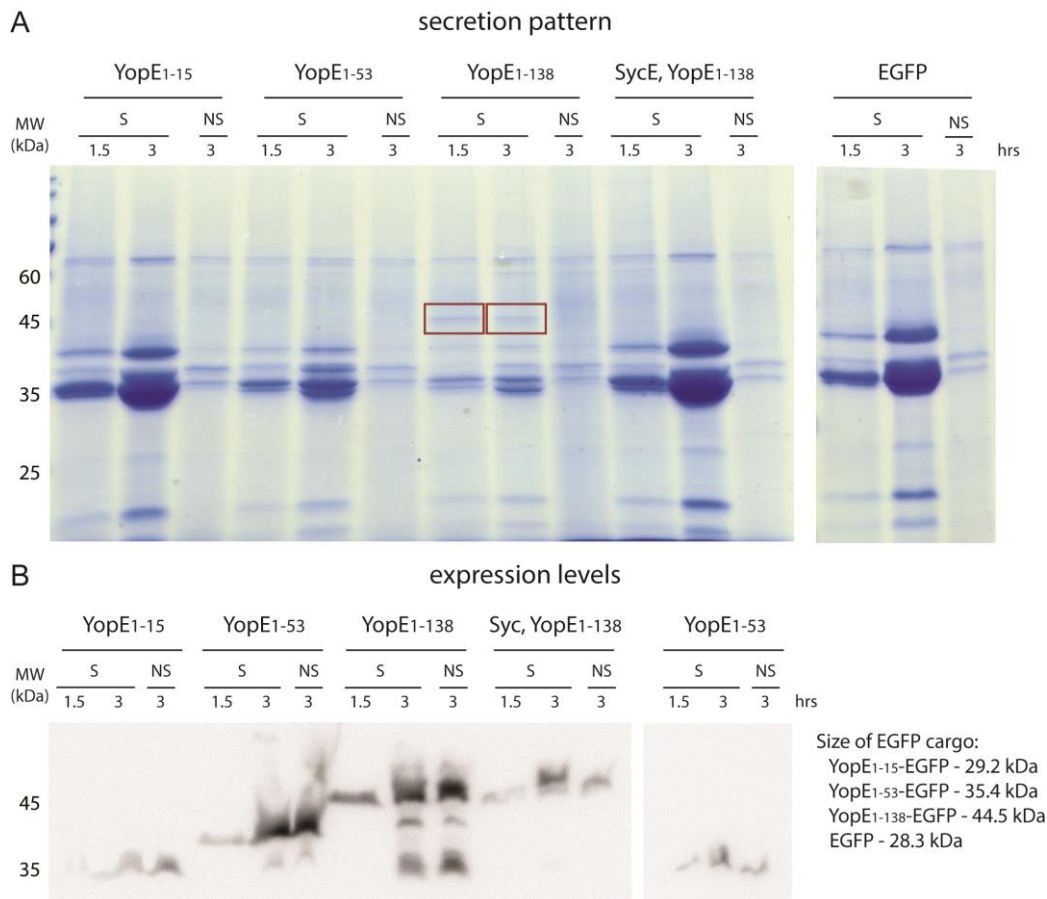 A
secretion pattern
YopE1-15 YopE1-53 YopE1-138 SycE, YopE1-138 EGFP
MW (kDa) S NS S NS S NS S NS S NS
1.5 3 3 1.5 3 3 1.5 3 3 1.5 3 3 1.5 3 3 hrs
60
45
35
25
B
expression levels
YopE1-15 YopE1-53 YopE1-138 Syc, YopE1-138 YopE1-53
MW (kDa) S NS S NS S NS S NS S NS
1.5 3 3 1.5 3 3 1.5 3 3 1.5 3 3 1.5 3 3 hrs
45
35
Size of EGFP cargo:
YopE1-15-EGFP - 29.2 kDa
YopE1-53-EGFP - 35.4 kDa
YopE1-138-EGFP - 44.5 kDa
EGFP - 28.3 kDa